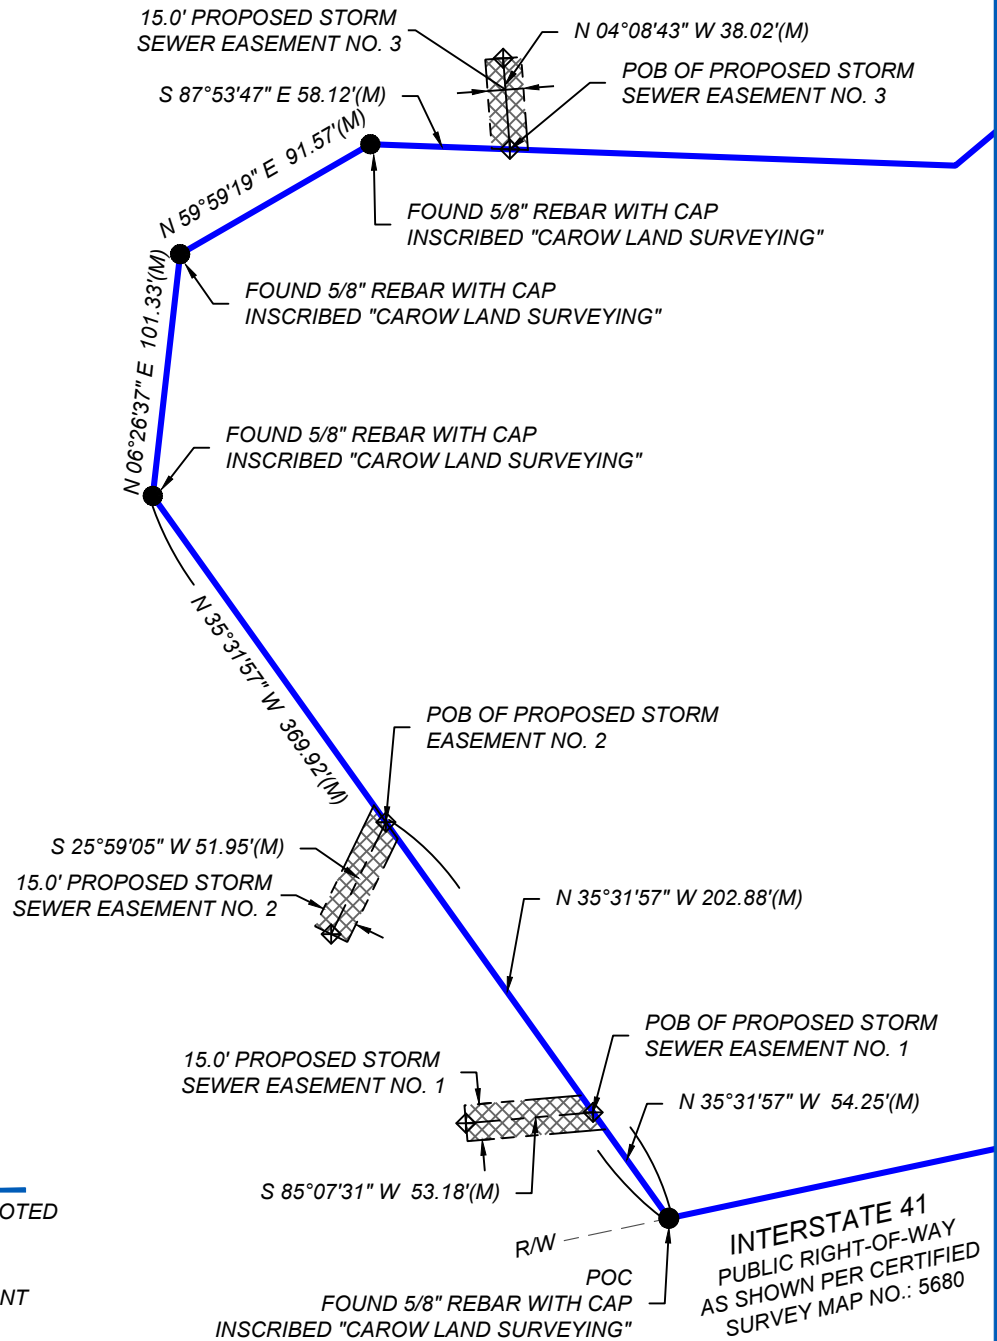 15.0' PROPOSED STORM
SEWER EASEMENT NO. 3
N 04°08'43" W 38.02'(M)
POB OF PROPOSED STORM
SEWER EASEMENT NO. 3
S 87°53'47" E 58.12'(M)
N 59°59'19" E 91.57'(M)
FOUND 5/8" REBAR WITH CAP
INSCRIBED "CAROW LAND SURVEYING"
FOUND 5/8" REBAR WITH CAP
INSCRIBED "CAROW LAND SURVEYING"
N 06°26'37" E 101.33'(M)
FOUND 5/8" REBAR WITH CAP
INSCRIBED "CAROW LAND SURVEYING"
N 35°31'57" W 369.92'(M)
POB OF PROPOSED STORM
EASEMENT NO. 2
S 25°59'05" W 51.95'(M)
15.0' PROPOSED STORM
SEWER EASEMENT NO. 2
N 35°31'57" W 202.88'(M)
POB OF PROPOSED STORM
SEWER EASEMENT NO. 1
15.0' PROPOSED STORM
SEWER EASEMENT NO. 1
N 35°31'57" W 54.25'(M)
S 85°07'31" W 53.18'(M)
OTED
R/W
INTERSTATE 41
PUBLIC RIGHT-OF-WAY
AS SHOWN PER CERTIFIED
SURVEY MAP NO.: 5680
NT
POC
FOUND 5/8" REBAR WITH CAP
INSCRIBED "CAROW LAND SURVEYING"